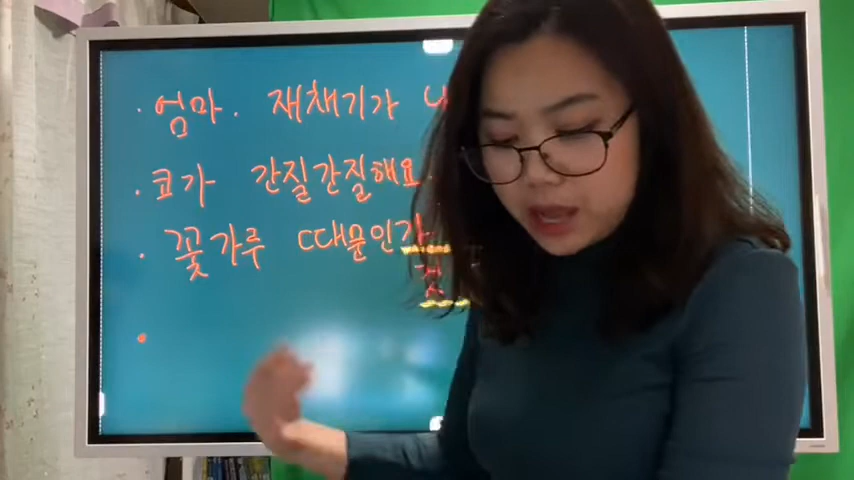 · 엄마. 재채기가
· 코가 간질간질해요
· 꽃가루 때문인가
·